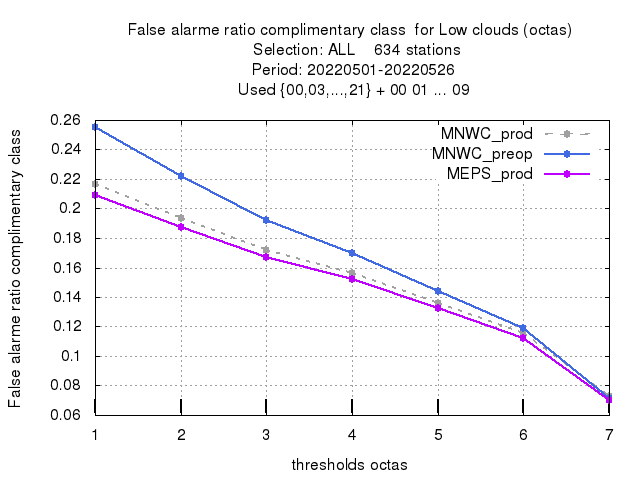 False alarme ratio complimentary class  for Low clouds (octas)
Selection: ALL    634 stations
Period: 20220501-20220526
Used {00,03,...,21} + 00 01 ... 09
MNWC_prod
MNWC_preop
MEPS_prod
False alarme ratio complimentary class
0.26
0.24
0.22
0.2
0.18
0.16
0.14
0.12
0.1
0.08
0.06
1 2 3 4 5 6 7
thresholds octas